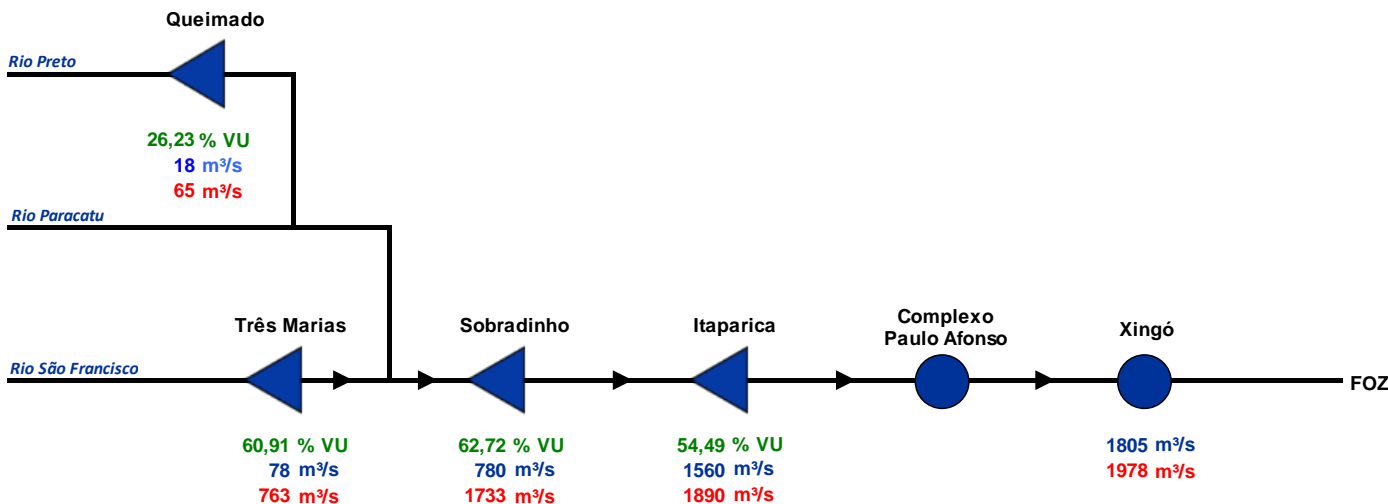 Queimado
Rio Preto
26,23 % VU
18 m³/s
65 m³/s
Rio Paracatu
Três Marias
Sobradinho
Itaparica
Complexo
Paulo Afonso
Xingó
Rio São Francisco
FOZ
60,91 % VU
78 m³/s
763 m³/s
62,72 % VU
780 m³/s
1733 m³/s
54,49 % VU
1560 m³/s
1890 m³/s
1805 m³/s
1978 m³/s